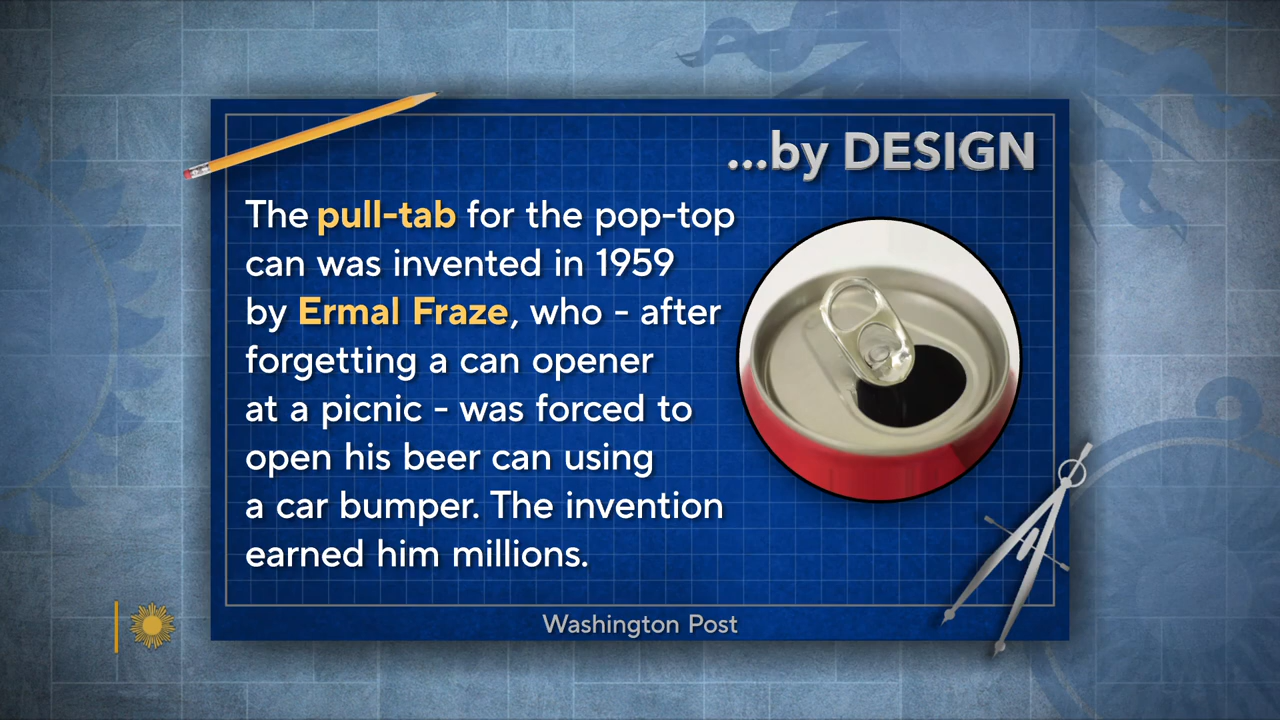 ...by DESIGN
The pull-tab for the pop-top
can was invented in 1959
by Ermal Fraze, who - after
forgetting a can opener
at a picnic - was forced to
open his beer can using
a car bumper. The invention
earned him millions.
Washington Post